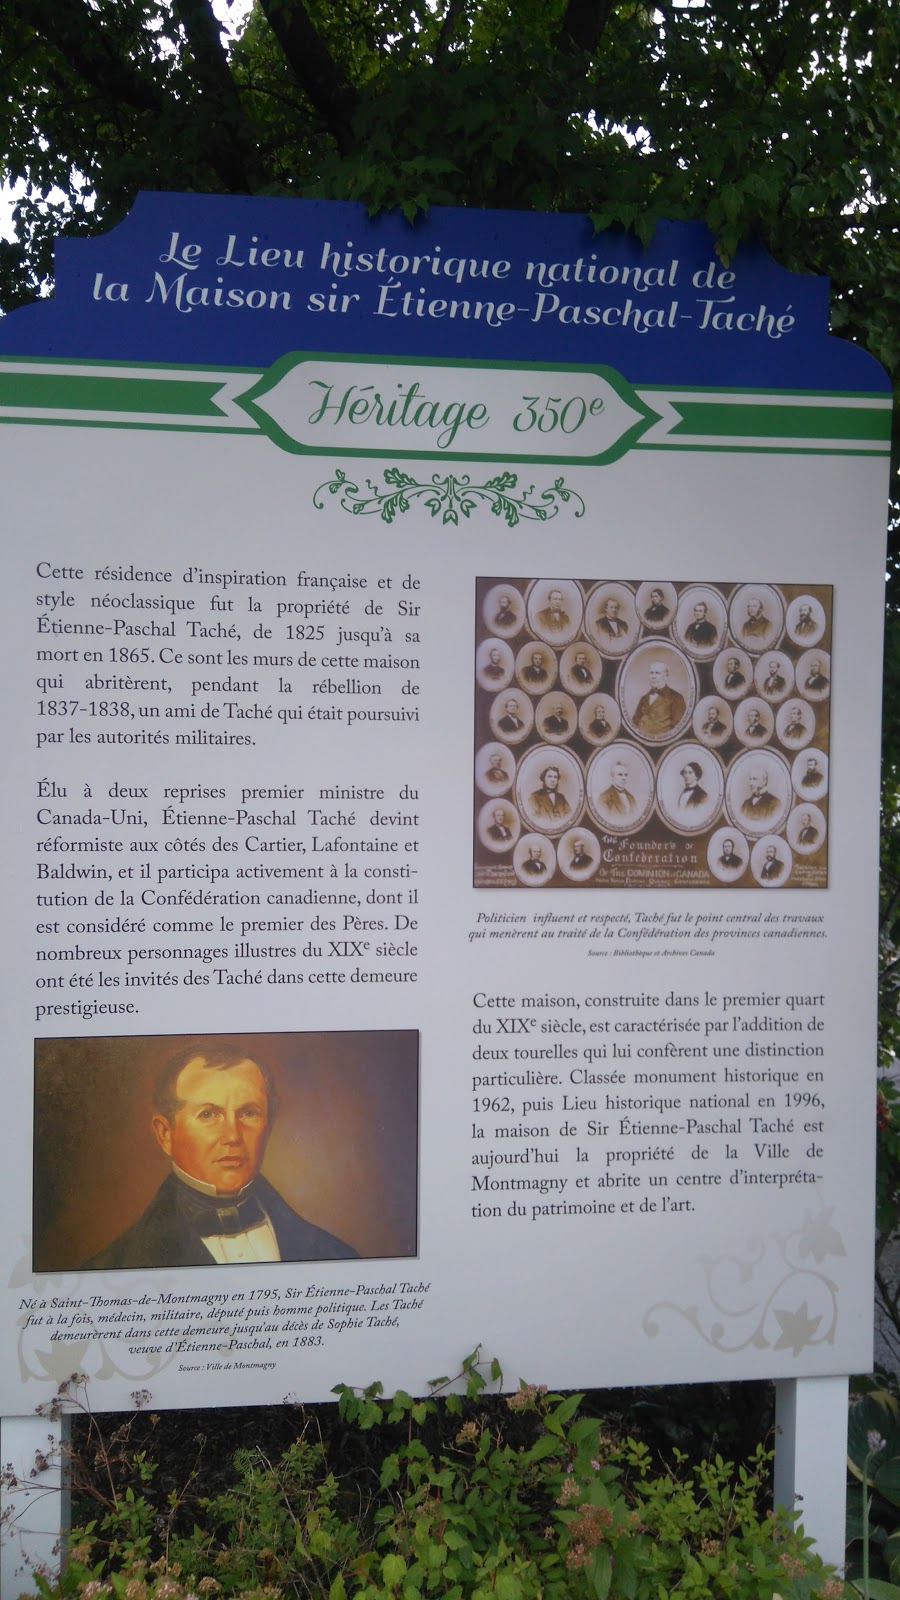 Le Lieu historique national de
la Maison sir Étienne-Paschal-Taché
Héritage 350e
Cette résidence d'inspiration française et de
style néoclassique fut la propriété de Sir
Étienne-Paschal Taché, de 1825 jusqu'à sa
mort en 1865. Ce sont les murs de cette maison
qui abritèrent, pendant la rébellion de
1837-1838, un ami de Taché qui était poursuivi
par les autorités militaires.
Élu à deux reprises premier ministre du
Canada-Uni, Étienne-Paschal Taché devint
réformiste aux côtés des Cartier, Lafontaine et
Baldwin, et il participa activement à la consti-
tution de la Confédération canadienne, dont il
est considéré comme le premier des Pères. De
nombreux personnages illustres du XIXe siècle
ont été les invités des Taché dans cette demeure
prestigieuse.
Né à Saint-Thomas-de-Montmagny en 1795, Sir Étienne-Paschal Taché
fut à la fois, médecin, militaire, député puis homme politique. Les Taché
demeurèrent dans cette demeure jusqu'au décès de Sophie Taché,
veuve d'Étienne-Paschal, en 1883.
Source : Ville de Montmagny
THE
Founders of
Confederation
OF THE DOMINION OF CANADA
Politicien influent et respecté, Taché fut le point central des travaux
qui menèrent au traité de la Confédération des provinces canadiennes.
Source : Bibliothèque et Archives Canada
Cette maison, construite dans le premier quart
du XIXe siècle, est caractérisée par l'addition de
deux tourelles qui lui confèrent une distinction
particulière. Classée monument historique en
1962, puis Lieu historique national en 1996,
la maison de Sir Étienne-Paschal Taché est
aujourd'hui la propriété de la Ville de
Montmagny et abrite un centre d'interpréta-
tion du patrimoine et de l'art.